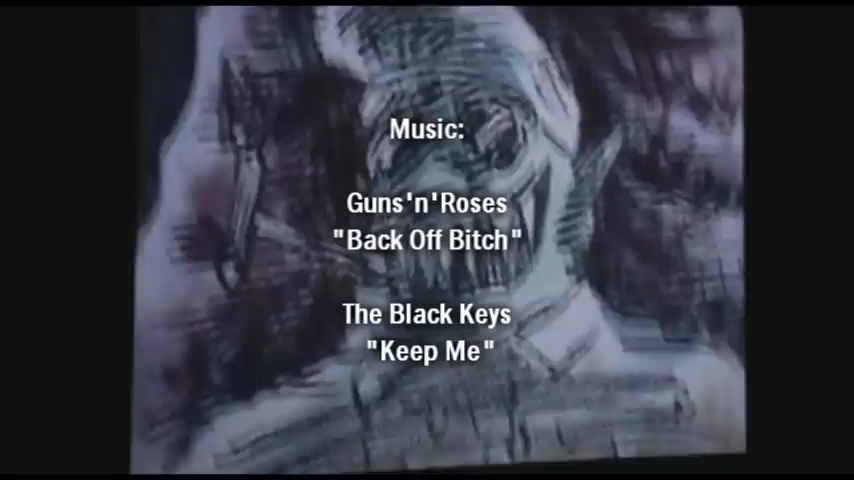 Music:
Guns'n'Roses
"Back Off Bitch"
The Black Keys
"Keep Me"